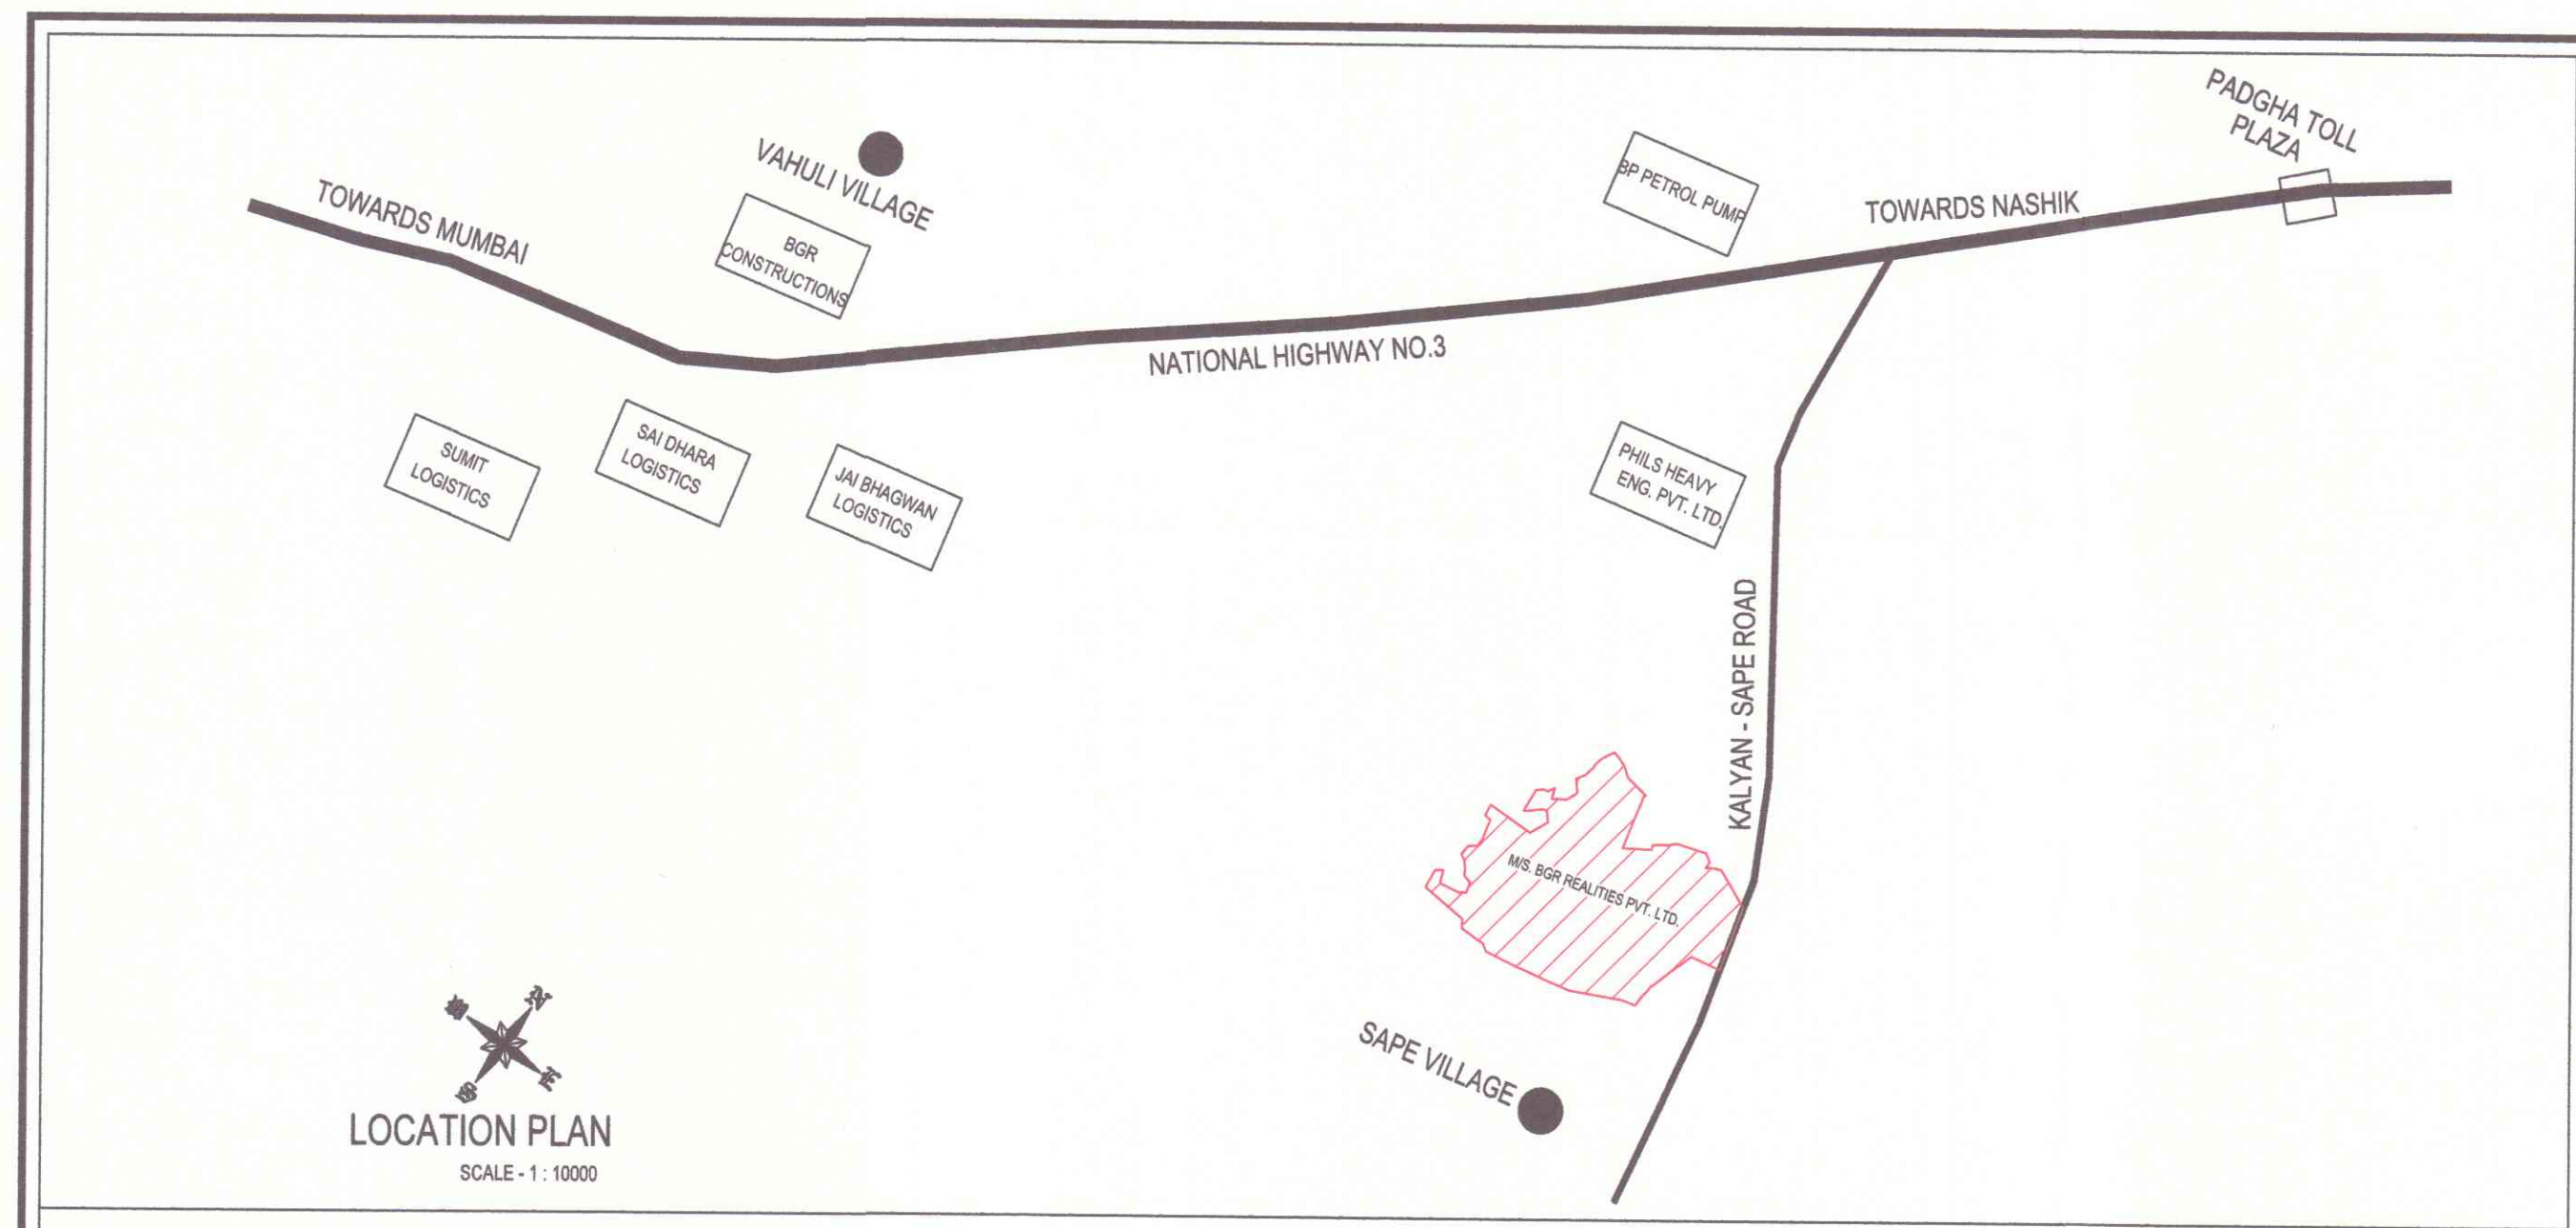 PADGHA TOLL
PLAZA
VAHULI VILLAGE
BP PETROL PUMP
TOWARDS MUMBAI
TOWARDS NASHIK
BGR
CONSTRUCTIONS
NATIONAL HIGHWAY NO.3
SUMIT
LOGISTICS
SAI DHARA
LOGISTICS
JAI BHAGWAN
LOGISTICS
PHILS HEAVY
ENG. PVT. LTD.
KALYAN - SAPE ROAD
M/S. BGR REALITIES PVT. LTD.
N
W
E
S
SAPE VILLAGE
LOCATION PLAN
SCALE - 1 : 10000